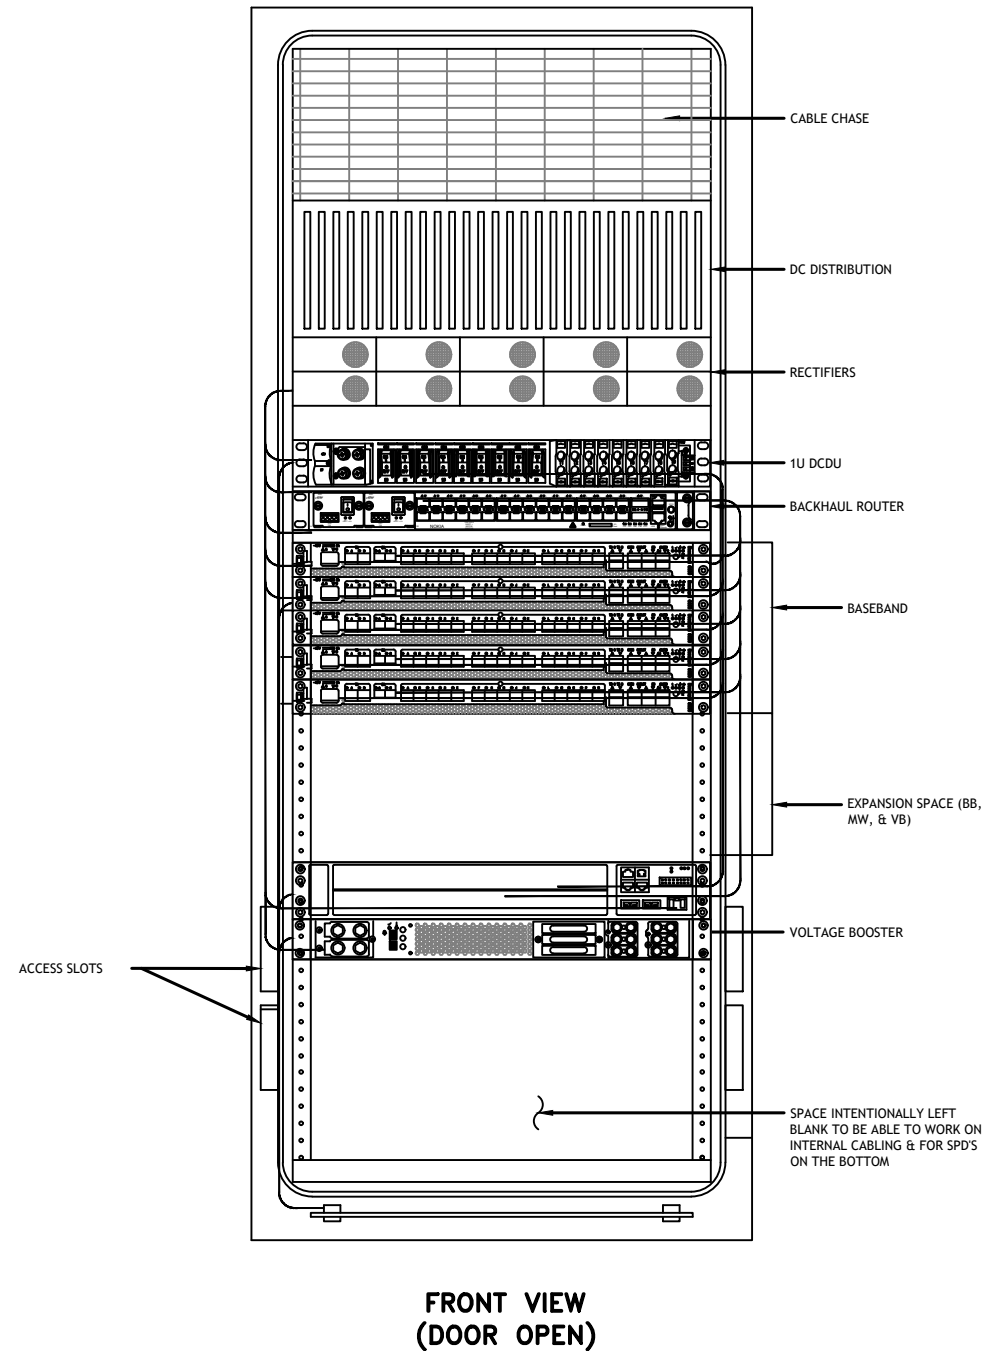 CABLE CHASE
DC DISTRIBUTION
RECTIFIERS
1U DCDU
BACKHAUL ROUTER
NOKIA
BASEBAND
EXPANSION SPACE (BB,
MW, & VB)
VOLTAGE BOOSTER
ACCESS SLOTS
SPACE INTENTIONALLY LEFT
BLANK TO BE ABLE TO WORK ON
INTERNAL CABLING & FOR SPD'S
ON THE BOTTOM
FRONT VIEW
(DOOR OPEN)